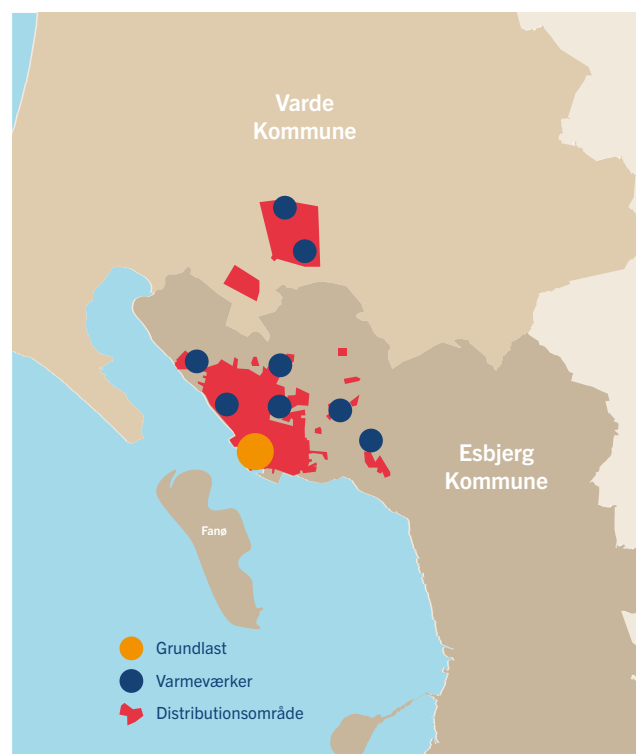 Varde
Kommune
Esbjerg
Kommune
Fanø
Grundlast
Varmeværker
Distributionsområde